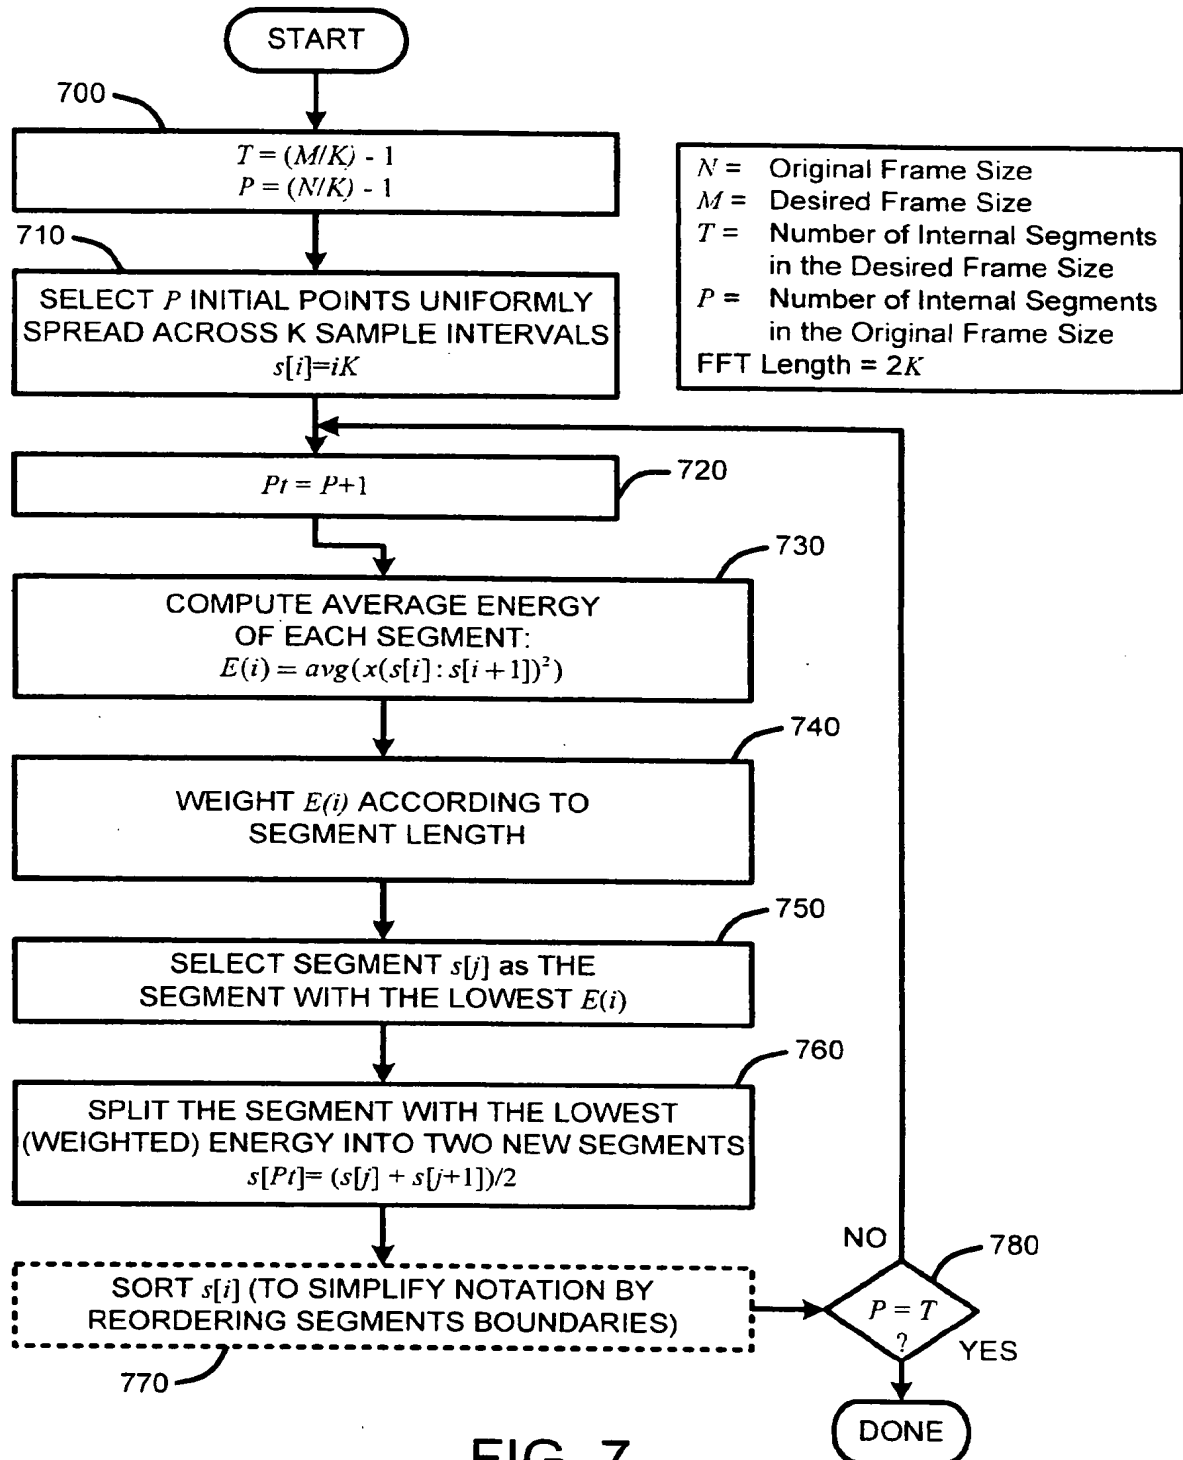 START
700
T = (M/K) - 1
P = (N/K) - 1
N = Original Frame Size
M = Desired Frame Size
T = Number of Internal Segments
in the Desired Frame Size
P = Number of Internal Segments
in the Original Frame Size
FFT Length = 2K
710
SELECT P INITIAL POINTS UNIFORMLY
SPREAD ACROSS K SAMPLE INTERVALS
s[i]=iK
720
Pt = P+1
730
COMPUTE AVERAGE ENERGY
OF EACH SEGMENT:
E(i) = avg(x(s[i]:s[i+1])²)
740
WEIGHT E(i) ACCORDING TO
SEGMENT LENGTH
750
SELECT SEGMENT s[j] as THE
SEGMENT WITH THE LOWEST E(i)
760
SPLIT THE SEGMENT WITH THE LOWEST
(WEIGHTED) ENERGY INTO TWO NEW SEGMENTS
s[Pt]= (s[j] + s[j+1])/2
NO
780
SORT s[i] (TO SIMPLIFY NOTATION BY
REORDERING SEGMENTS BOUNDARIES)
P = T
?
YES
770
DONE
FIG. 7